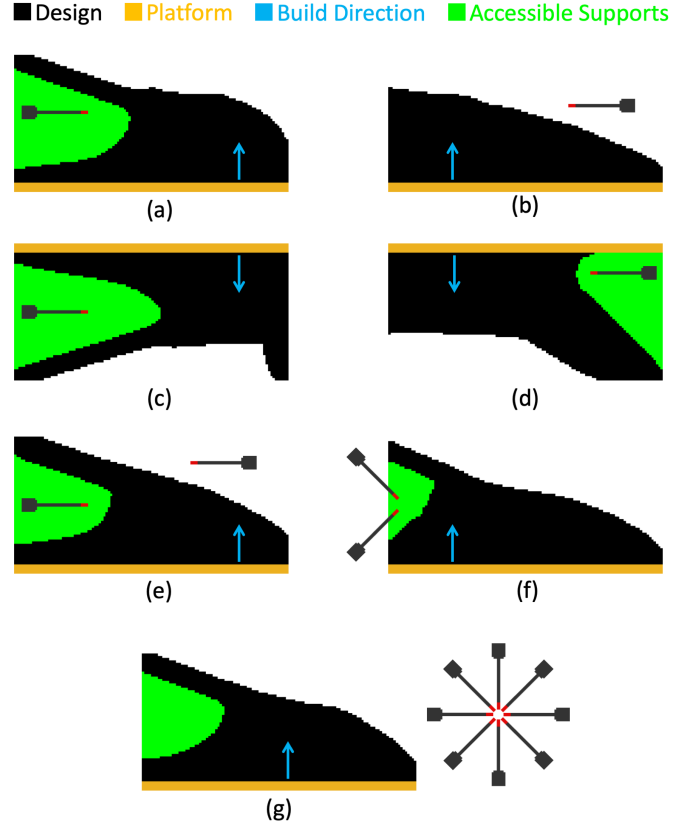 Design Platform Build Direction Accessible Supports
(a) (b)
(c) (d)
(e) (f)
(g)